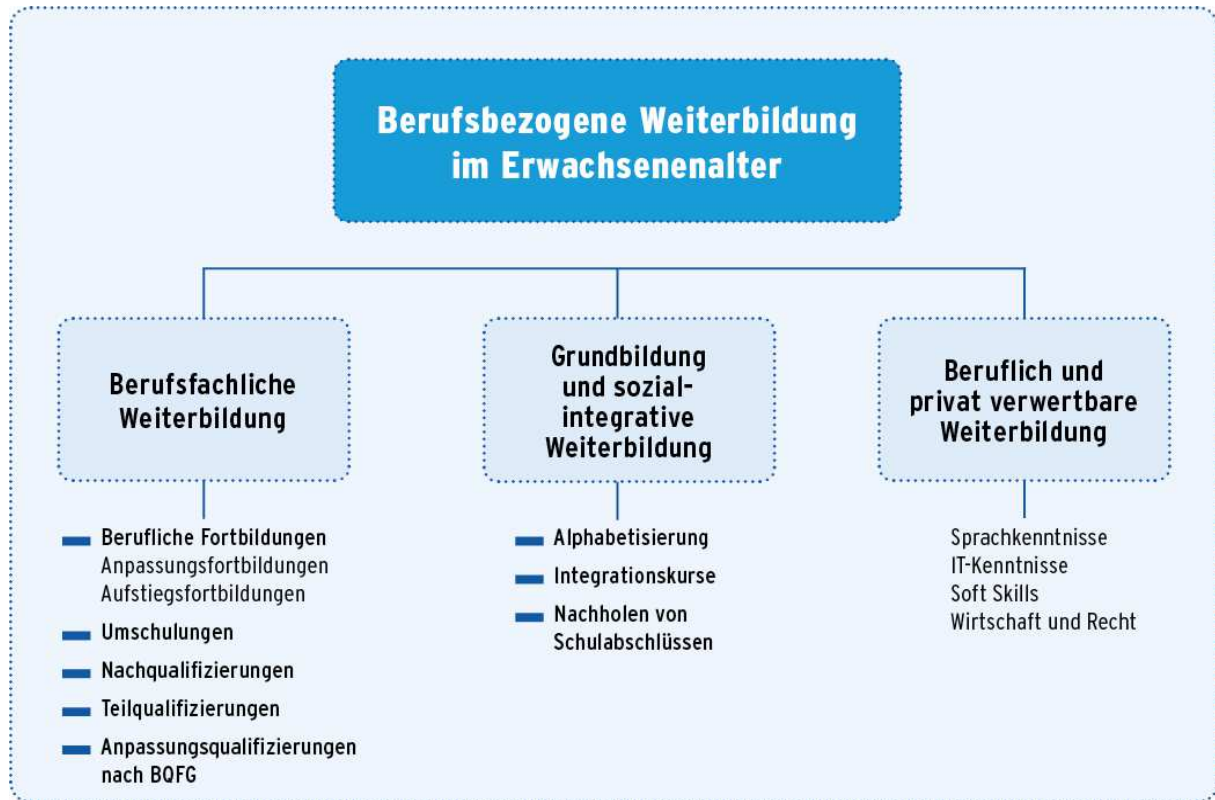 Berufsbezogene Weiterbildung
im Erwachsenenalter
Berufsfachliche
Weiterbildung
Berufliche Fortbildungen
Anpassungsfortbildungen
Aufstiegsfortbildungen
Umschulungen
Nachqualifizierungen
Teilqualifizierungen
Anpassungsqualifizierungen
nach BQFG
Grundbildung
und sozial-
integrative
Weiterbildung
Alphabetisierung
Integrationskurse
Nachholen von
Schulabschlüssen
Beruflich und
privat verwertbare
Weiterbildung
Sprachkenntnisse
IT-Kenntnisse
Soft Skills
Wirtschaft und Recht